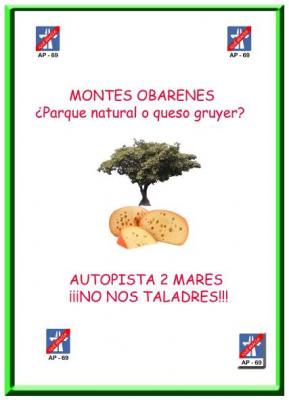 AP - 69
AP - 69
MONTES OBARENES
¿Parque natural o queso gruyer?
AUTOPISTA 2 MARES
¡¡¡NO NOS TALADRES!!!
AP - 69
AP - 69